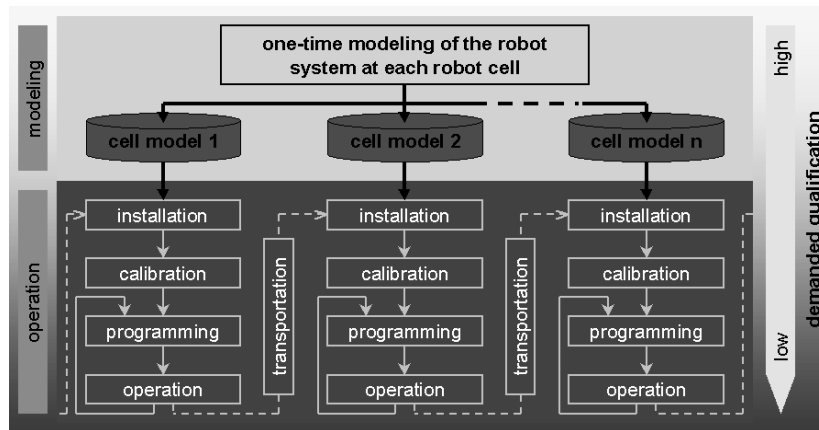 one-time modeling of the robot
system at each robot cell
modeling
high
cell model 1
cell model 2
cell model n
demanded qualification
operation
installation
installation
installation
transportation
transportation
calibration
calibration
calibration
programming
programming
programming
low
operation
operation
operation